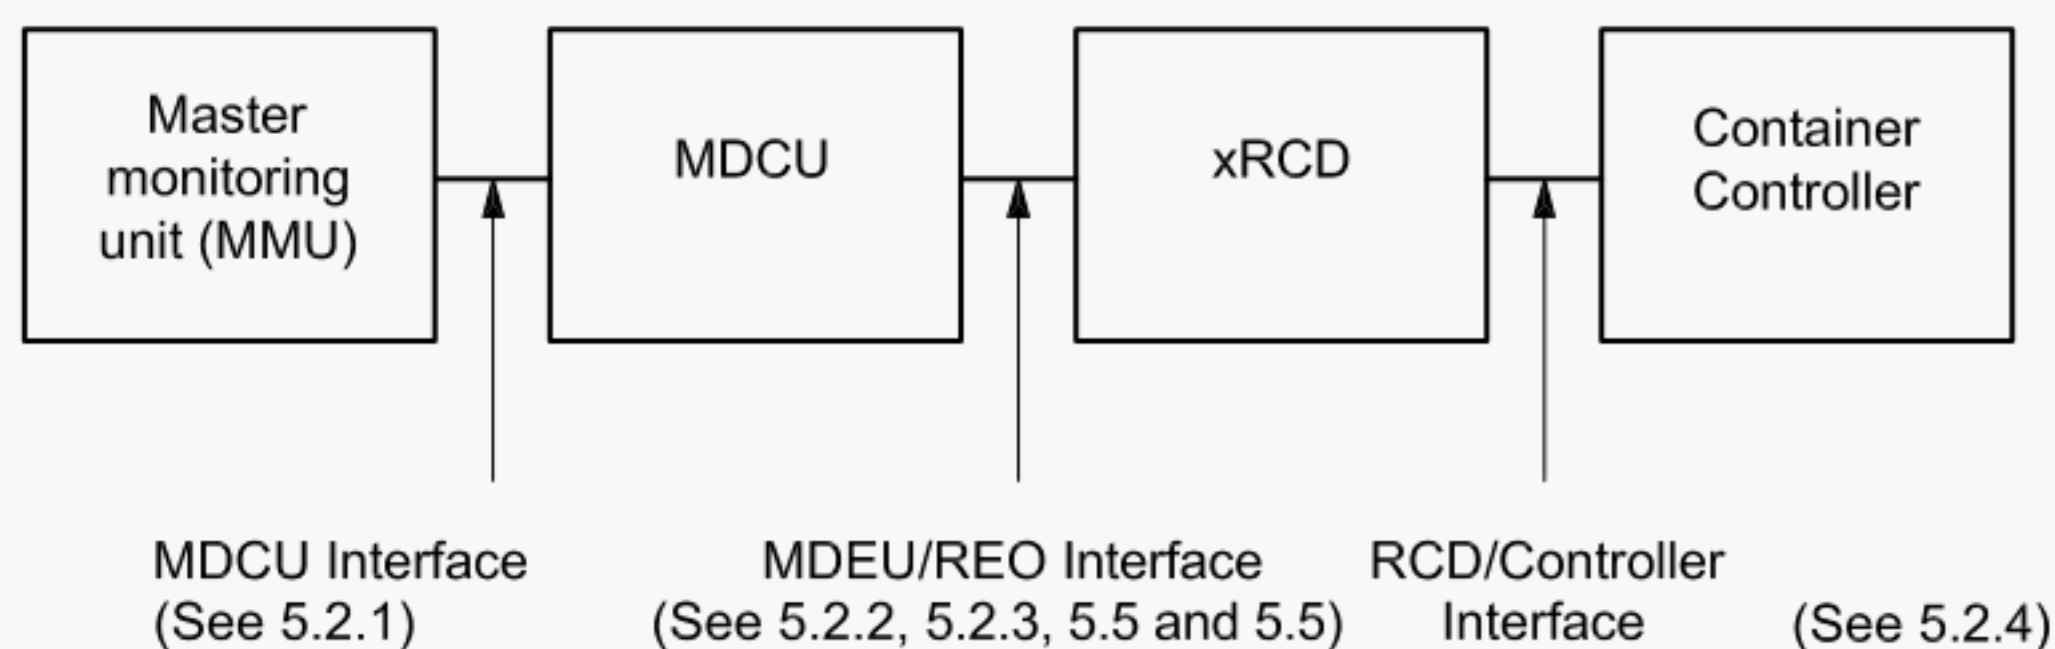 Master
monitoring
unit (MMU)
MDCU
xRCD
Container
Controller
MDCU Interface
(See 5.2.1)
MDEU/REO Interface
(See 5.2.2, 5.2.3, 5.5 and 5.5)
RCD/Controller
Interface
(See 5.2.4)